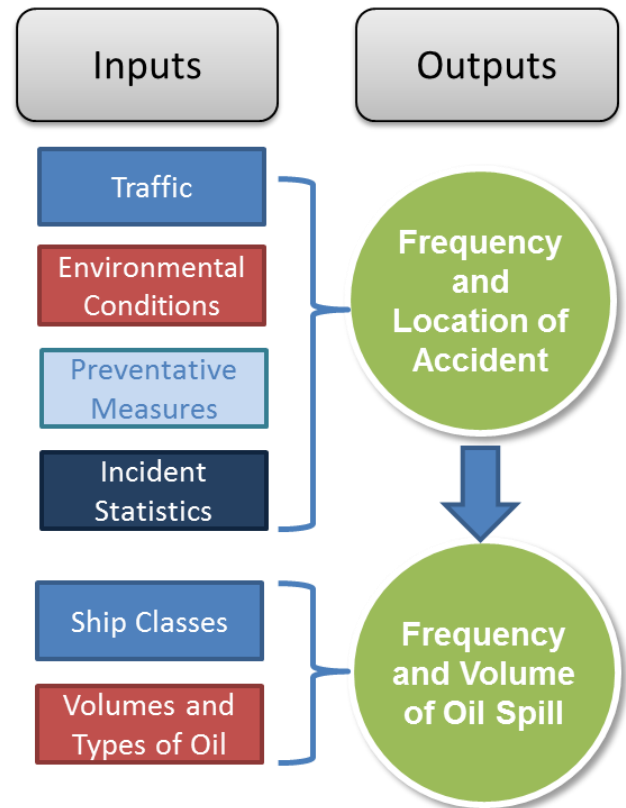 Inputs
Outputs
Traffic
Environmental
Conditions
Preventative
Measures
Incident
Statistics
Frequency
and
Location of
Accident
Ship Classes
Volumes and
Types of Oil
Frequency
and Volume
of Oil Spill